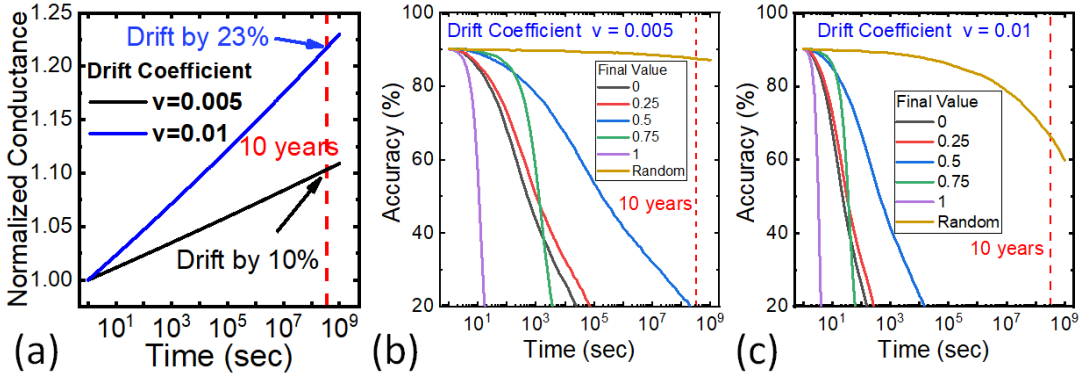 1.25
1.20
1.15
1.10
1.05
1.00
Normalized Conductance
Drift by 23%
Drift Coefficient
v=0.005
v=0.01
10 years
Drift by 10%
10¹ 10³ 10⁵ 10⁷ 10⁹
Time (sec)
(a)
100
80
60
40
20
Accuracy (%)
Drift Coefficient v = 0.005
Final Value
0
0.25
0.5
0.75
1
Random
10 years
10¹ 10³ 10⁵ 10⁷ 10⁹
Time (sec)
(b)
100
80
60
40
20
Accuracy (%)
Drift Coefficient v = 0.01
Final Value
0
0.25
0.5
0.75
1
Random
10 years
10¹ 10³ 10⁵ 10⁷ 10⁹
Time (sec)
(c)